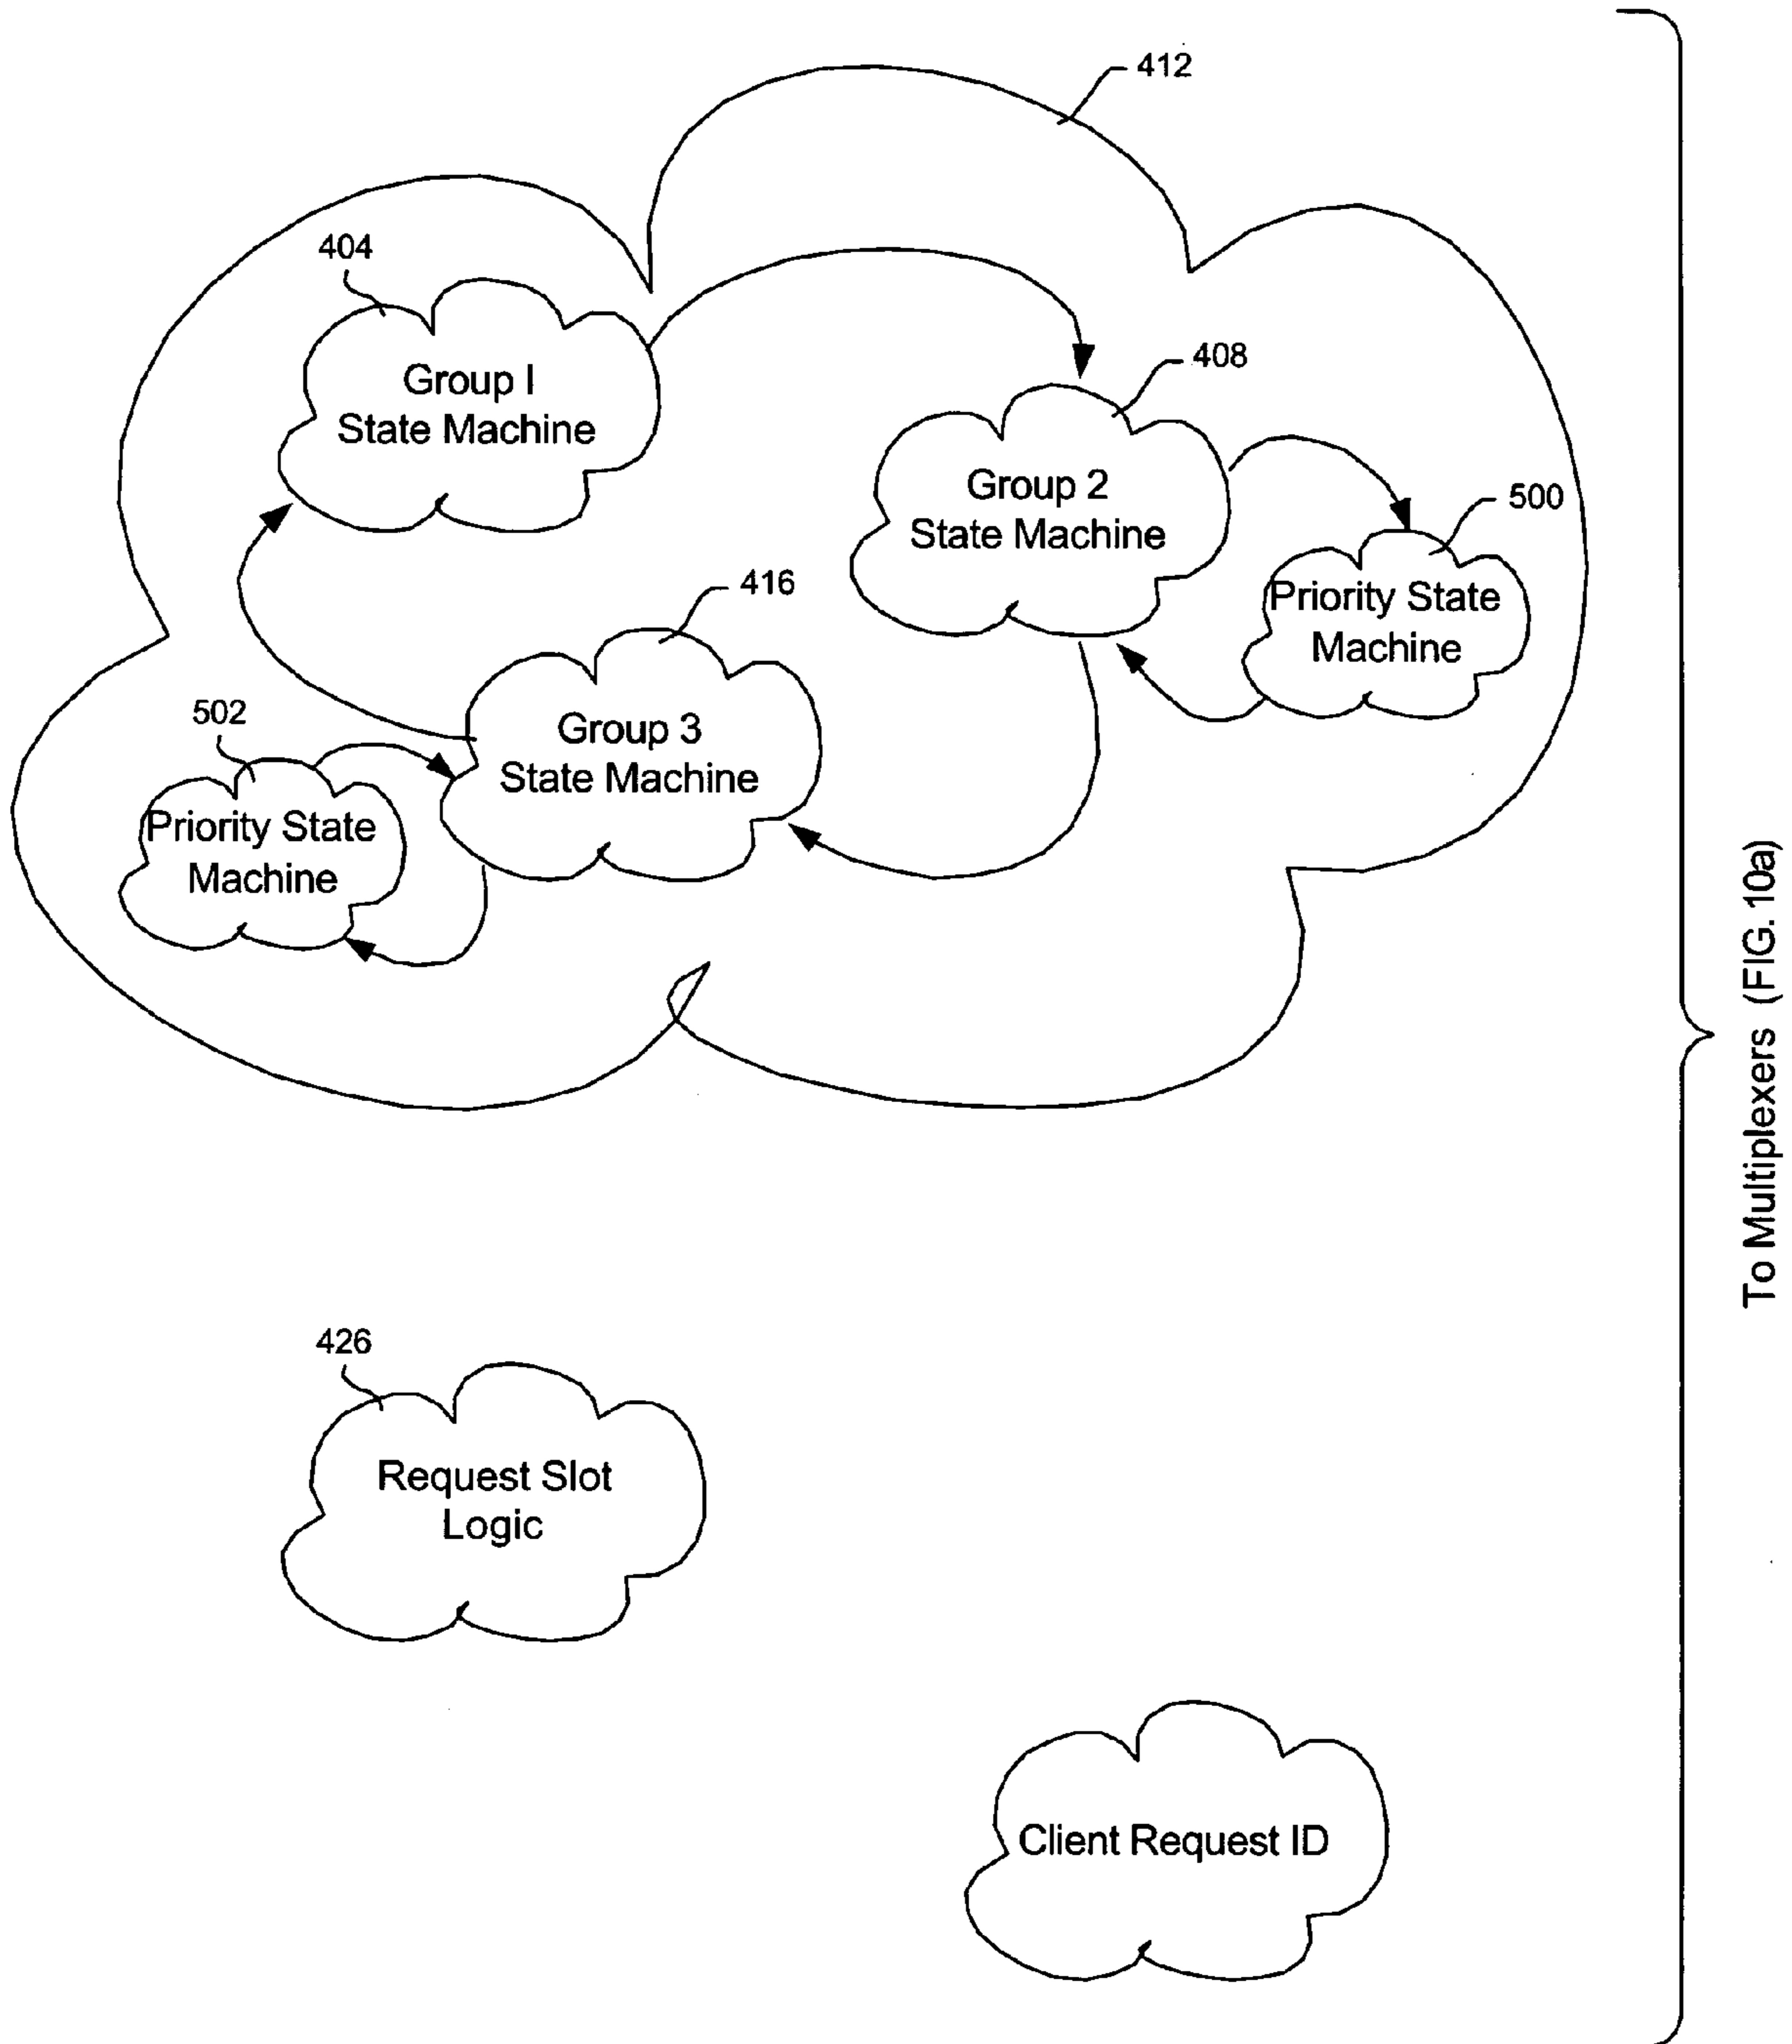 412
404
Group I
State Machine
408
Group 2
State Machine
500
Priority State
Machine
416
Group 3
State Machine
502
Priority State
Machine
426
Request Slot
Logic
Client Request ID
To Multiplexers (FIG. 10a)